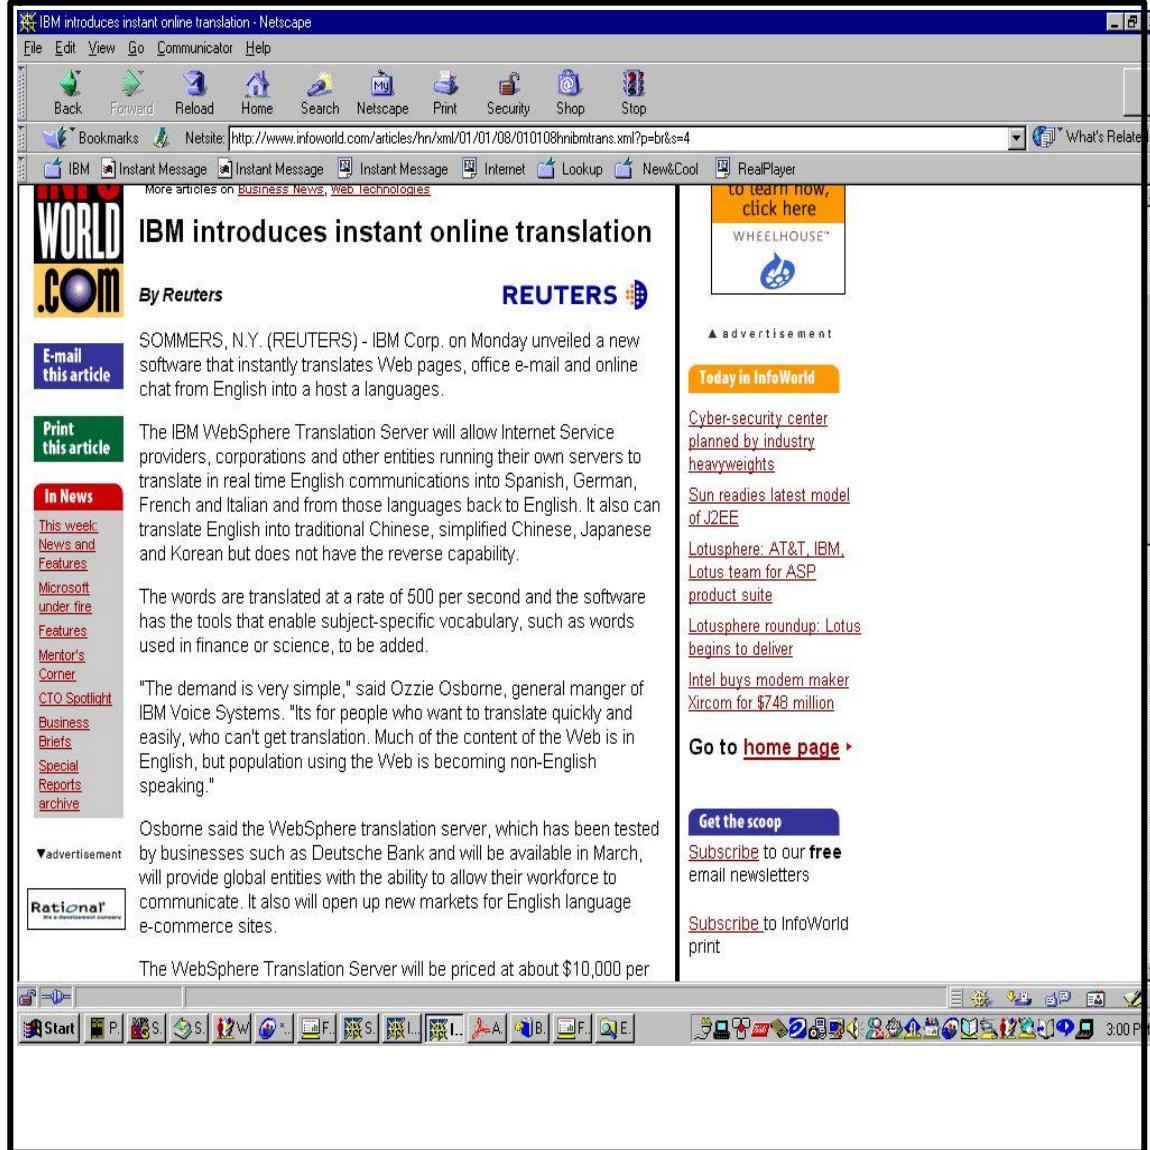 IBM introduces instant online translation - Netscape
File Edit View Go Communicator Help
Back Forward Reload Home Search Netscape Print Security Shop Stop
Bookmarks Netsite: http://www.infoworld.com/articles/hn/xml/01/01/08/010108hnibmtrans.xml?p=br&s=4 What's Related
IBM Instant Message Instant Message Instant Message Internet Lookup New&Cool RealPlayer
WORLD
.COM
E-mail
this article
Print
this article
In News
This week:
News and
Features
Microsoft
under fire
Features
Mentor's
Corner
CTO Spotlight
Business
Briefs
Special
Reports
archive
▼advertisement
Rational
the e-development company
More articles on Business News, Web Technologies
IBM introduces instant online translation
By Reuters
REUTERS
SOMMERS, N.Y. (REUTERS) - IBM Corp. on Monday unveiled a new
software that instantly translates Web pages, office e-mail and online
chat from English into a host a languages.
The IBM WebSphere Translation Server will allow Internet Service
providers, corporations and other entities running their own servers to
translate in real time English communications into Spanish, German,
French and Italian and from those languages back to English. It also can
translate English into traditional Chinese, simplified Chinese, Japanese
and Korean but does not have the reverse capability.
The words are translated at a rate of 500 per second and the software
has the tools that enable subject-specific vocabulary, such as words
used in finance or science, to be added.
"The demand is very simple," said Ozzie Osborne, general manger of
IBM Voice Systems. "Its for people who want to translate quickly and
easily, who can't get translation. Much of the content of the Web is in
English, but population using the Web is becoming non-English
speaking."
Osborne said the WebSphere translation server, which has been tested
by businesses such as Deutsche Bank and will be available in March,
will provide global entities with the ability to allow their workforce to
communicate. It also will open up new markets for English language
e-commerce sites.
The WebSphere Translation Server will be priced at about $10,000 per
to learn how,
click here
WHEELHOUSE™
▲ advertisement
Today in InfoWorld
Cyber-security center
planned by industry
heavyweights
Sun readies latest model
of J2EE
Lotusphere: AT&T, IBM,
Lotus team for ASP
product suite
Lotusphere roundup: Lotus
begins to deliver
Intel buys modem maker
Xircom for $748 million
Go to home page
Get the scoop
Subscribe to our free
email newsletters
Subscribe to InfoWorld
print
Start P. S. S. W *.. F. S. I... I... A. B. F. E. 3:00 PM